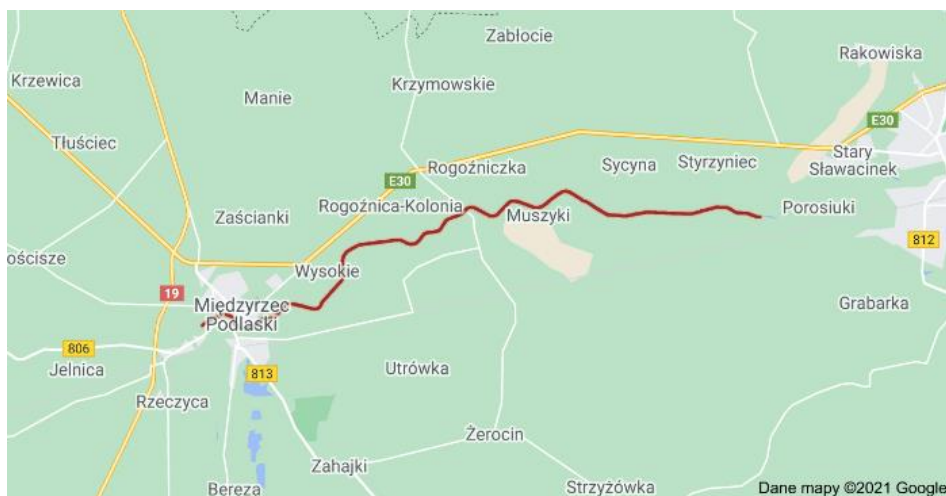 Zabłocie
Rakowiska
Krzewica
Krzymowskie
Manie
E30
Tłuściec
Stary
Sławacinek
Rogoźniczka
Sycyna
Styrzyniec
E30
Zaścianki
Rogoźnica-Kolonia
Muszyki
Porosiuki
812
ościsze
Wysokie
19
Międzyrzec
Podlaski
Grabarka
806
Jelnica
813
Utrówka
Rzeczyca
Żerocin
Zahajki
Bereza
Strzyżówka
Dane mapy ©2021 Google